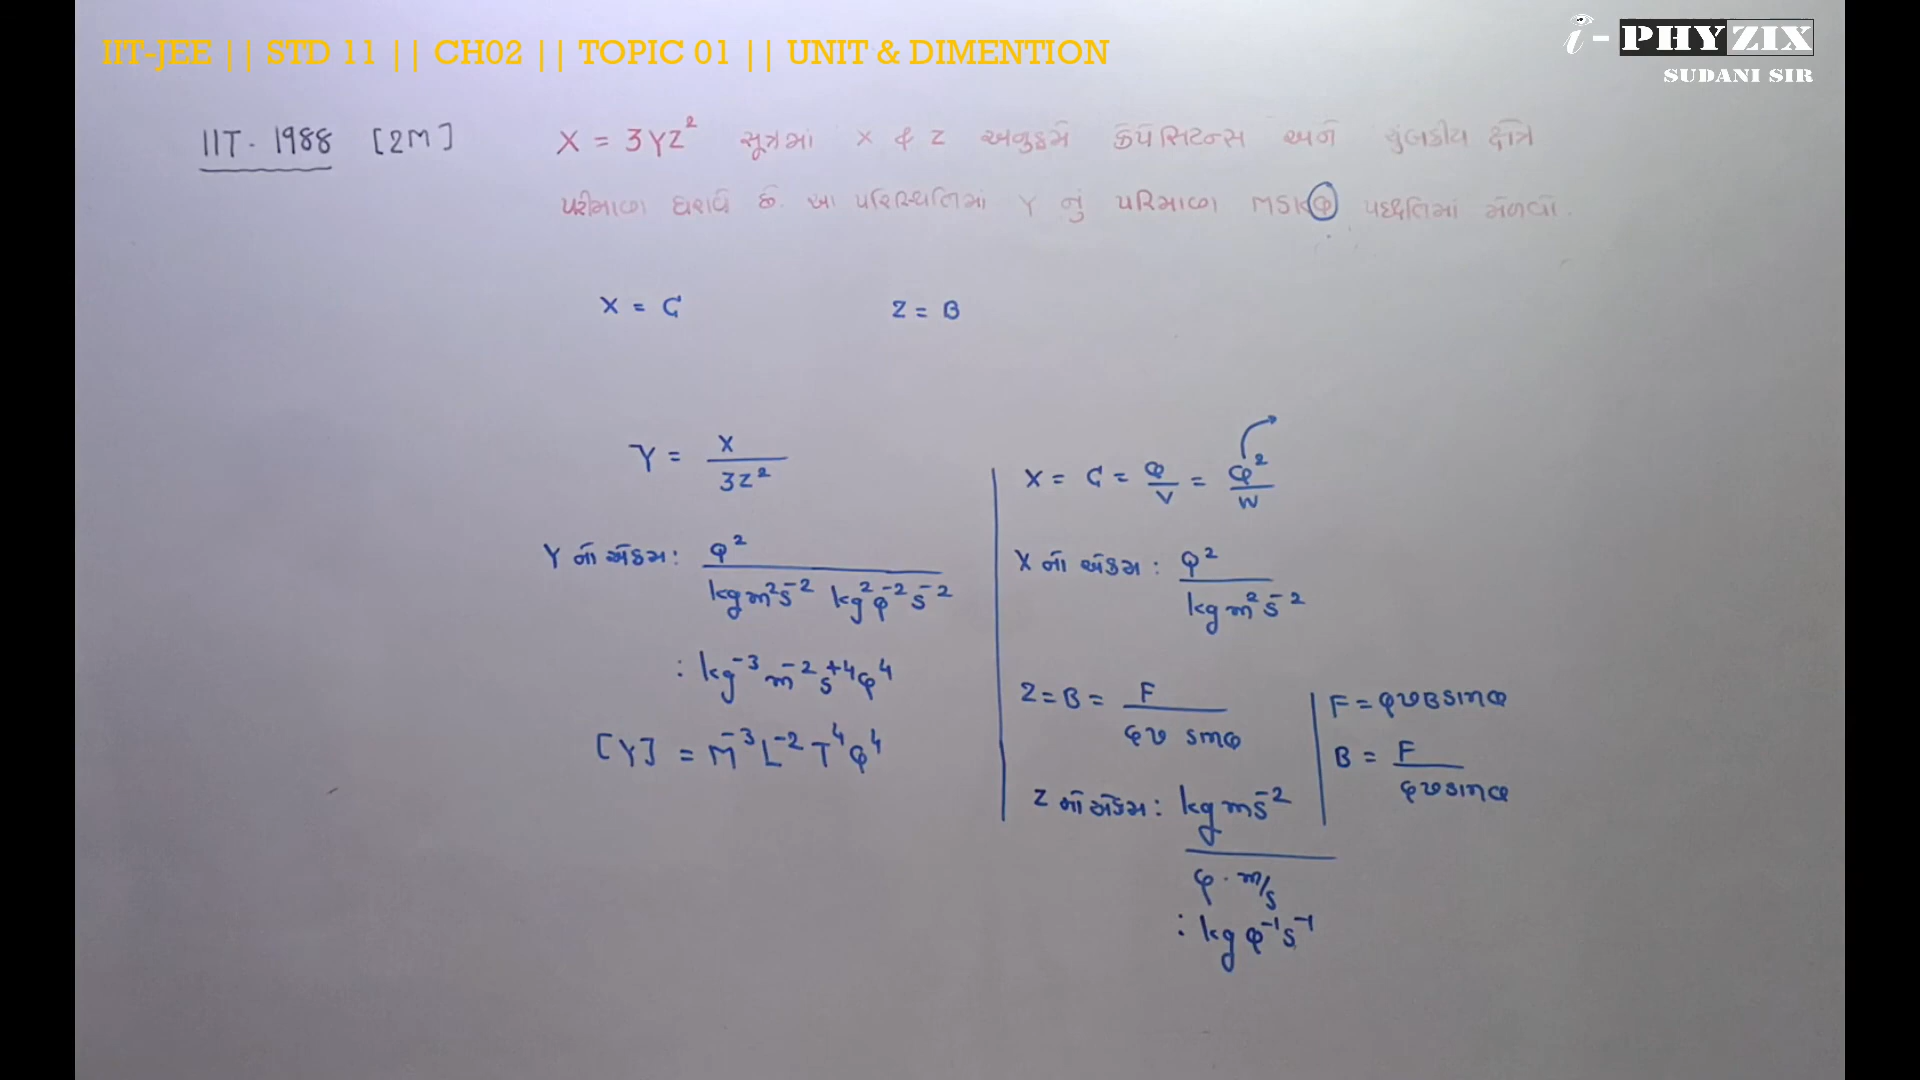 IIT-JEE || STD 11 || CH02 || TOPIC 01 || UNIT & DIMENTION
i-PHYZIX
SUDANI SIR
IIT-1988 [2M] X = 3YZ² સૂત્રમાં X & Z અનુક્રમે કેપેસિટન્સ અને ચુંબકીય ક્ષેત્ર
પરિમાણ ધરાવે છે. આ પરિસ્થિતિમાં Y નું પરિમાણ MSKQ પધ્ધતિમાં મેળવો.
X = C Z = B
Y = X / 3Z²
Y નો એકમ : Q² / kg m² s⁻² kg² Q⁻² s⁻²
: kg⁻³ m⁻² s⁺⁴ Q⁴
[Y] = M⁻³ L⁻² T⁴ Q⁴
X = C = Q / V = Q² / W
X નો એકમ : Q² / kg m² s⁻²
Z = B = F / qv sinθ
Z નો એકમ : kg m s⁻² / Q · m/s
: kg Q⁻¹ s⁻¹
F = qvB sinθ
B = F / qv sinθ